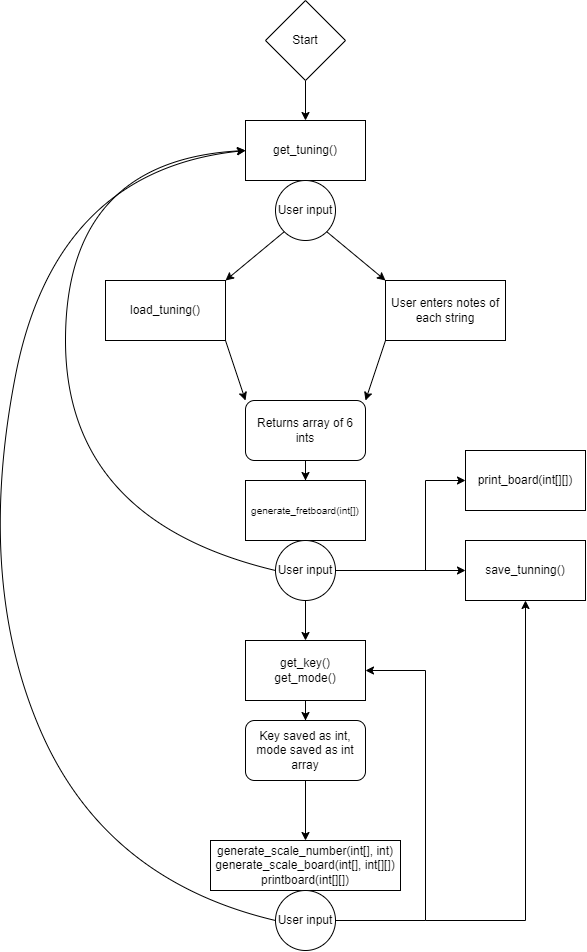 Start
get_tuning()
User input
load_tuning()
User enters notes of
each string
Returns array of 6
ints
generate_fretboard(int[])
print_board(int[][])
User input
save_tunning()
get_key()
get_mode()
Key saved as int,
mode saved as int
array
generate_scale_number(int[], int)
generate_scale_board(int[], int[][])
printboard(int[][])
User input